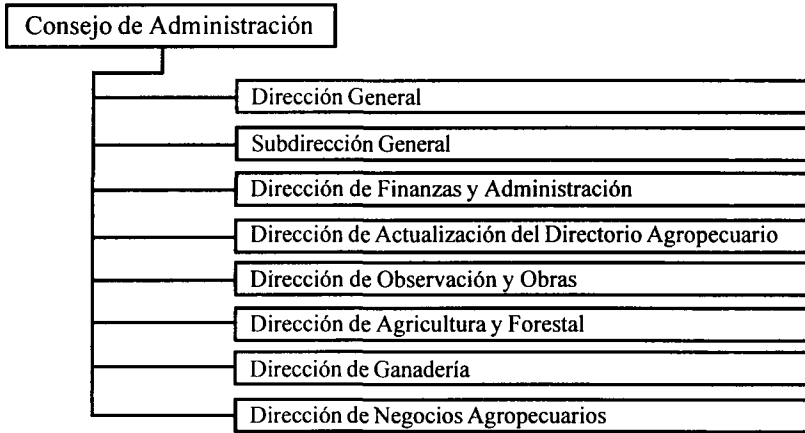 Consejo de Administración
Dirección General
Subdirección General
Dirección de Finanzas y Administración
Dirección de Actualización del Directorio Agropecuario
Dirección de Observación y Obras
Dirección de Agricultura y Forestal
Dirección de Ganadería
Dirección de Negocios Agropecuarios